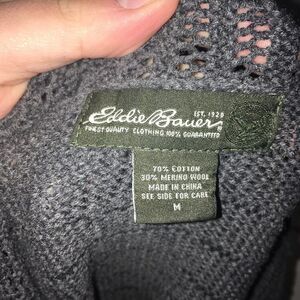 EST. 1920
Eddie Bauer®
FINEST QUALITY CLOTHING 100% GUARANTEED
70% COTTON
30% MERINO WOOL
MADE IN CHINA
SEE SIDE FOR CARE
M